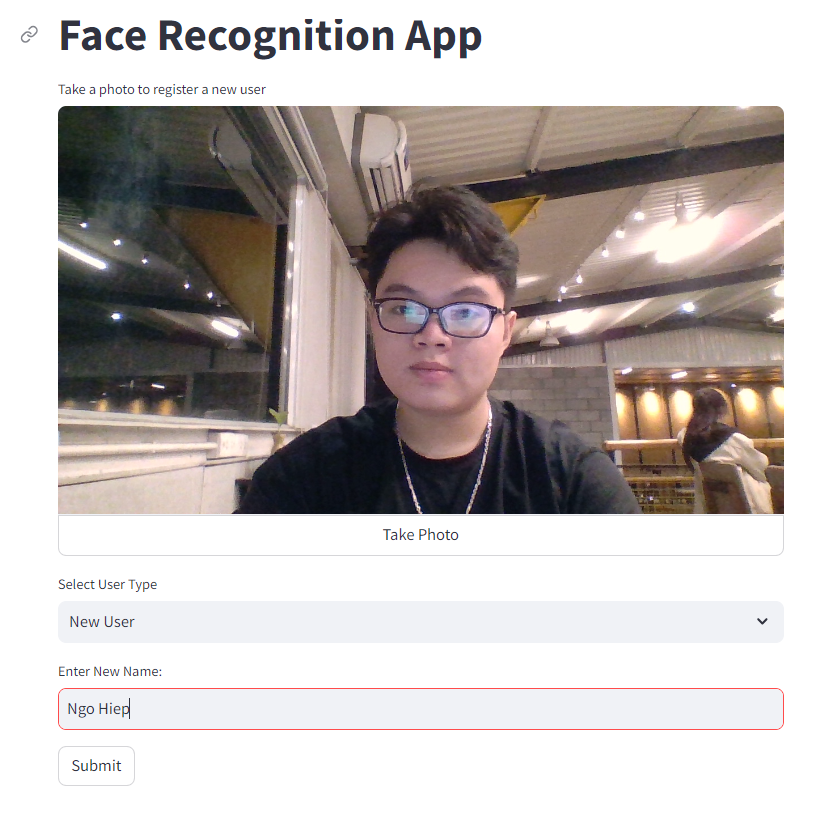 Face Recognition App
Take a photo to register a new user
Take Photo
Select User Type
New User
Enter New Name:
Ngo Hiep
Submit